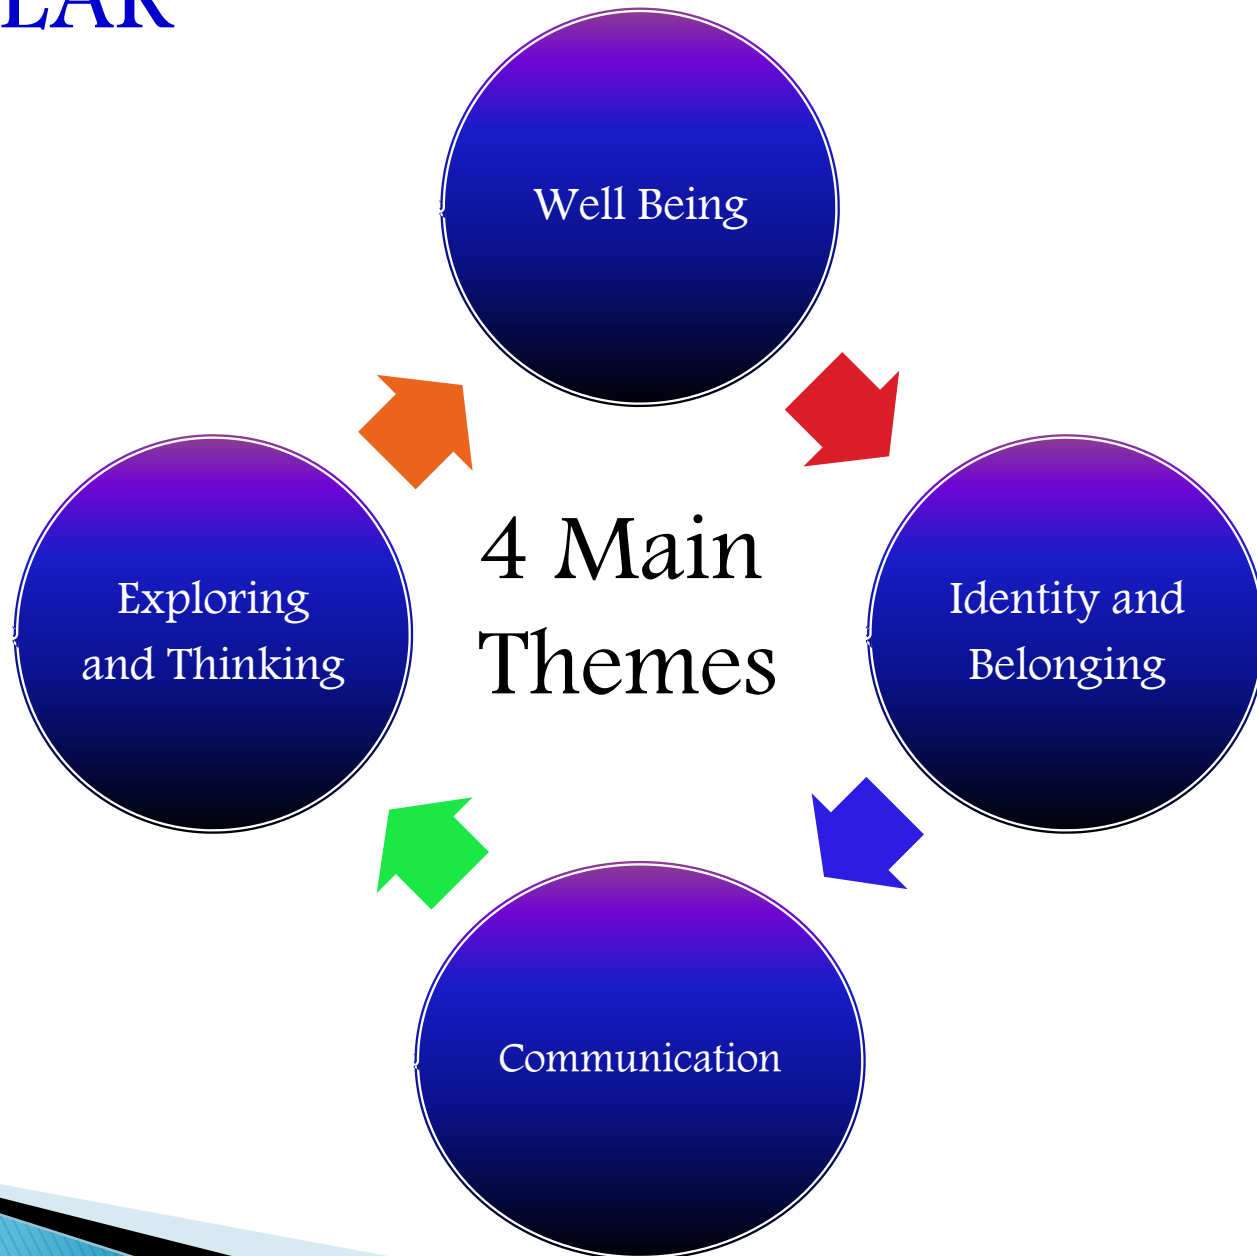 Well Being
4 Main
Themes
Exploring
and Thinking
Identity and
Belonging
Communication